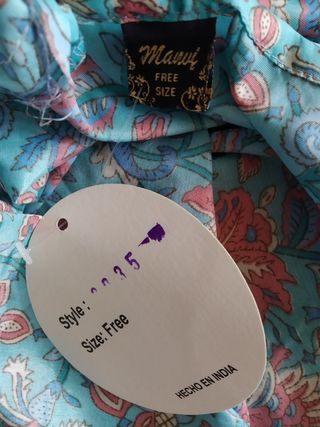 Manvi
FREE
SIZE
Style :
Size: Free
HECHO EN INDIA